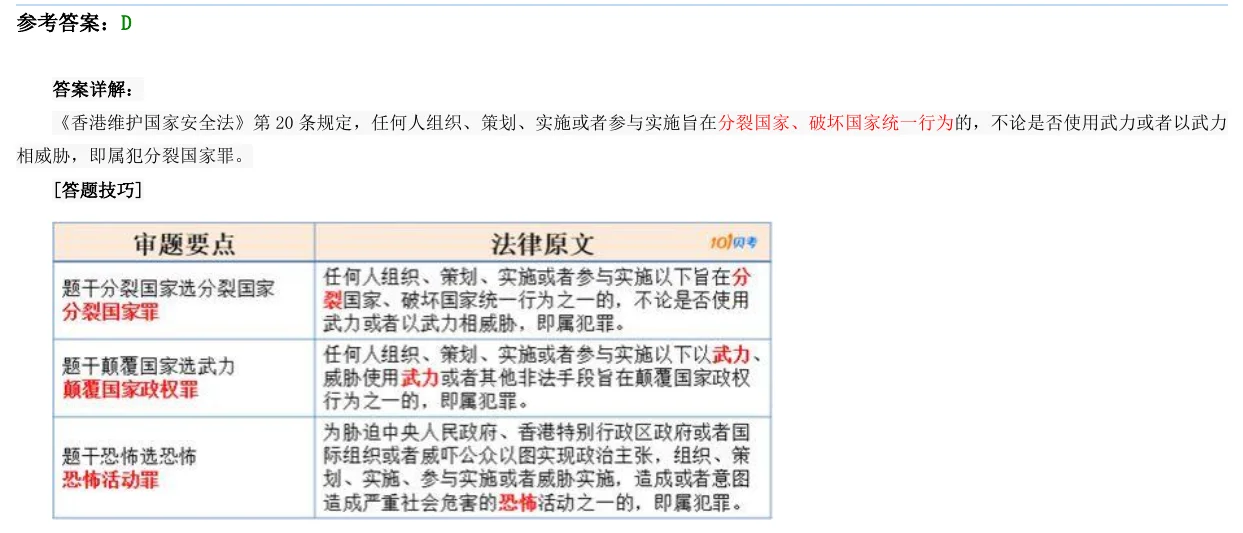 参考答案：D
答案详解：
《香港维护国家安全法》第 20 条规定，任何人组织、策划、实施或者参与实施旨在分裂国家、破坏国家统一行为的，不论是否使用武力或者以武力
相威胁，即属犯分裂国家罪。
[答题技巧]
审题要点
法律原文
101贝考
题干分裂国家选分裂国家
分裂国家罪
任何人组织、策划、实施或者参与实施以下旨在分
裂国家、破坏国家统一行为之一的，不论是否使用
武力或者以武力相威胁，即属犯罪。
题干颠覆国家选武力
颠覆国家政权罪
任何人组织、策划、实施或者参与实施以下以武力、
威胁使用武力或者其他非法手段旨在颠覆国家政权
行为之一的，即属犯罪。
题干恐怖选恐怖
恐怖活动罪
为胁迫中央人民政府、香港特别行政区政府或者国
际组织或者威吓公众以图实现政治主张，组织、策
划、实施、参与实施或者威胁实施，造成或者意图
造成严重社会危害的恐怖活动之一的，即属犯罪。